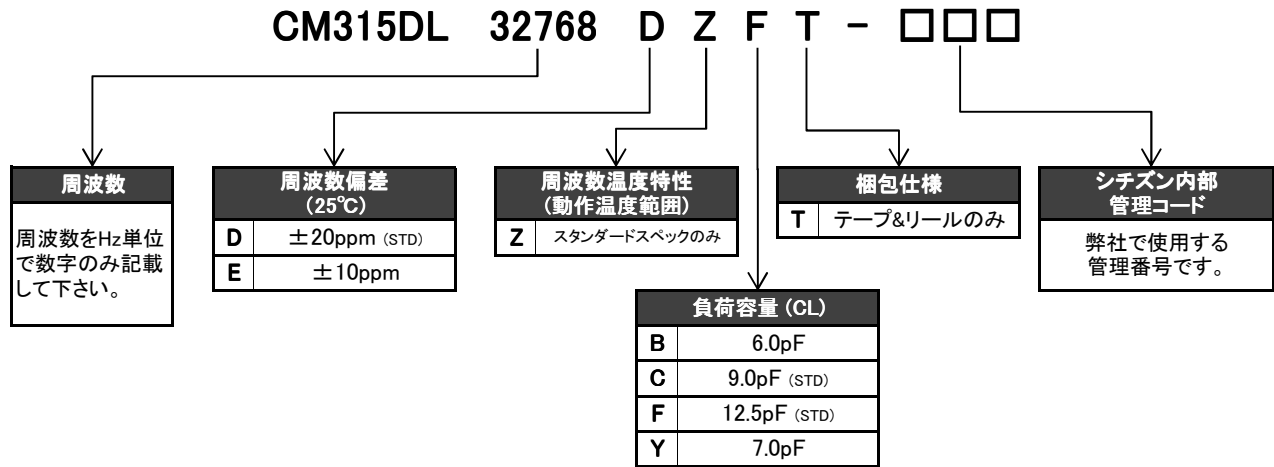 CM315DL 32768 D Z F T - □□□
周波数
周波数をHz単位
で数字のみ記載
して下さい。
周波数偏差
(25℃)
D ±20ppm (STD)
E ±10ppm
周波数温度特性
(動作温度範囲)
Z スタンダードスペックのみ
梱包仕様
T テープ&リールのみ
シチズン内部
管理コード
弊社で使用する
管理番号です。
負荷容量 (CL)
B 6.0pF
C 9.0pF (STD)
F 12.5pF (STD)
Y 7.0pF